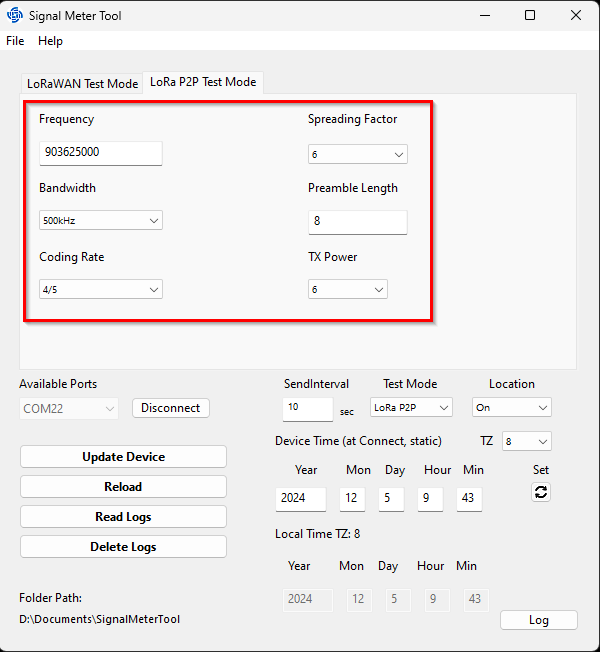 Signal Meter Tool
File Help
LoRaWAN Test Mode LoRa P2P Test Mode
Frequency Spreading Factor
903625000 6
Bandwidth Preamble Length
500kHz 8
Coding Rate TX Power
4/5 6
Available Ports SendInterval Test Mode Location
COM22 Disconnect 10 sec LoRa P2P On
Device Time (at Connect, static) TZ 8
Update Device
Year Mon Day Hour Min Set
Reload
2024 12 5 9 43
Read Logs
Local Time TZ: 8
Delete Logs
Year Mon Day Hour Min
Folder Path: 2024 12 5 9 43
D:\Documents\SignalMeterTool Log